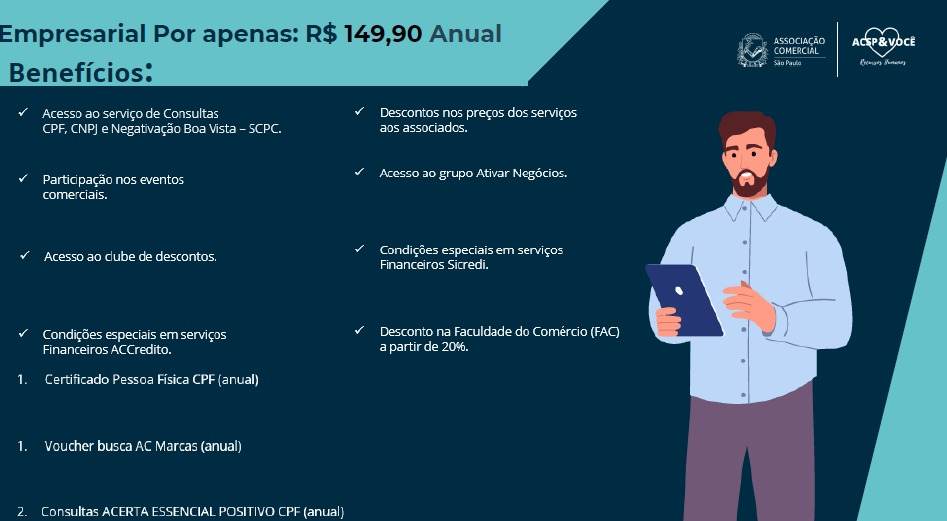 Empresarial Por apenas: R$ 149,90 Anual
Benefícios:
ASSOCIAÇÃO
COMERCIAL
São Paulo
ACSP&VOCÊ
Recursos Humanos
Acesso ao serviço de Consultas
CPF, CNPJ e Negativação Boa Vista – SCPC.
Participação nos eventos
comerciais.
Acesso ao clube de descontos.
Condições especiais em serviços
Financeiros ACCredito.
1. Certificado Pessoa Física CPF (anual)
1. Voucher busca AC Marcas (anual)
2. Consultas ACERTA ESSENCIAL POSITIVO CPF (anual)
Descontos nos preços dos serviços
aos associados.
Acesso ao grupo Ativar Negócios.
Condições especiais em serviços
Financeiros Sicredi.
Desconto na Faculdade do Comércio (FAC)
a partir de 20%.